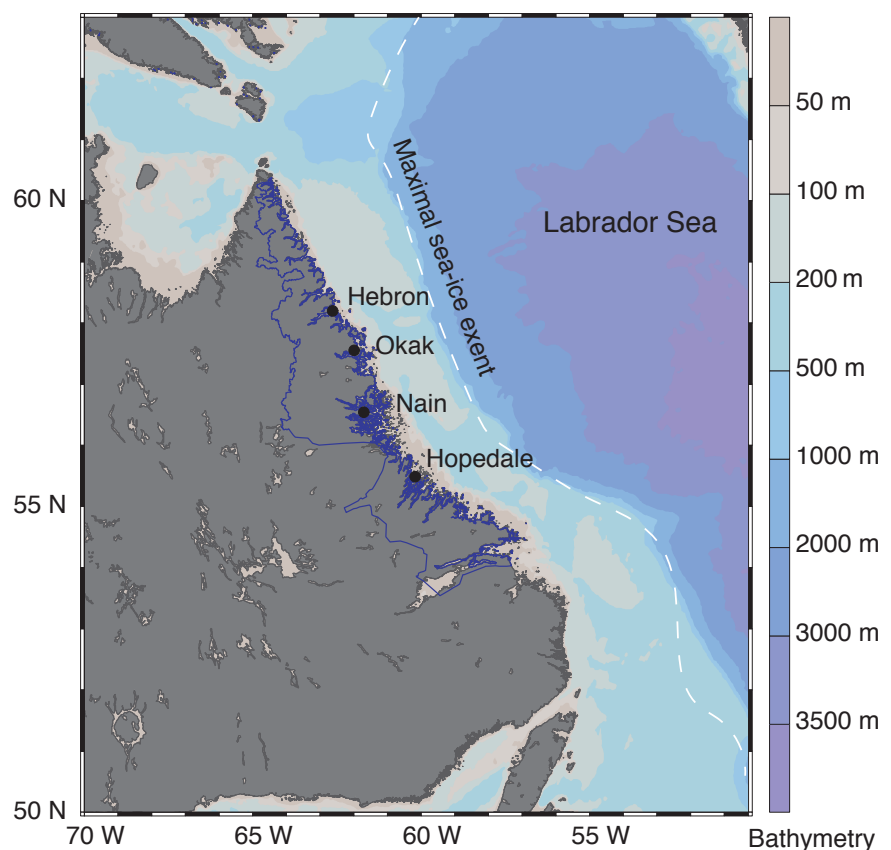 50 m
100 m
60 N
Maximal sea-ice exent
Labrador Sea
200 m
Hebron
Okak
500 m
Nain
Hopedale
1000 m
55 N
2000 m
3000 m
3500 m
50 N
70 W
65 W
60 W
55 W
Bathymetry